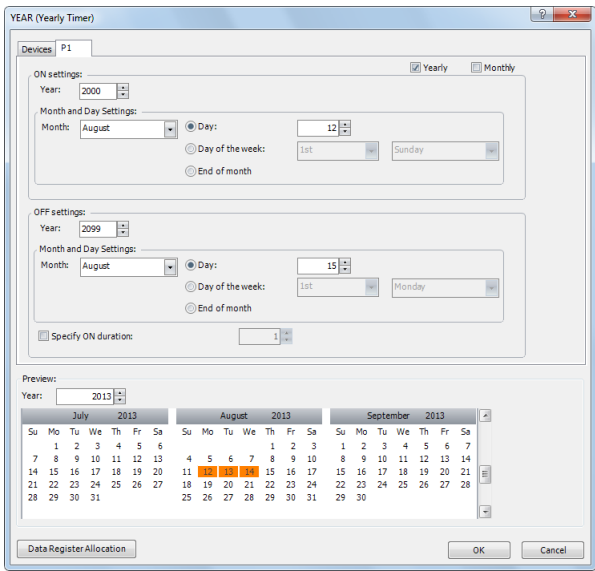 YEAR (Yearly Timer)
Devices P1
Yearly Monthly
ON settings:
Year: 2000
Month and Day Settings:
Month: August Day: 12
Day of the week: 1st Sunday
End of month
OFF settings:
Year: 2099
Month and Day Settings:
Month: August Day: 15
Day of the week: 1st Monday
End of month
Specify ON duration: 1
Preview:
Year: 2013
July 2013 August 2013 September 2013
Su Mo Tu We Th Fr Sa Su Mo Tu We Th Fr Sa Su Mo Tu We Th Fr Sa
1 2 3 4 5 6 1 2 3 1 2 3 4 5 6 7
7 8 9 10 11 12 13 4 5 6 7 8 9 10 8 9 10 11 12 13 14
14 15 16 17 18 19 20 11 12 13 14 15 16 17 15 16 17 18 19 20 21
21 22 23 24 25 26 27 18 19 20 21 22 23 24 22 23 24 25 26 27 28
28 29 30 31 25 26 27 28 29 30 31 29 30
Data Register Allocation OK Cancel